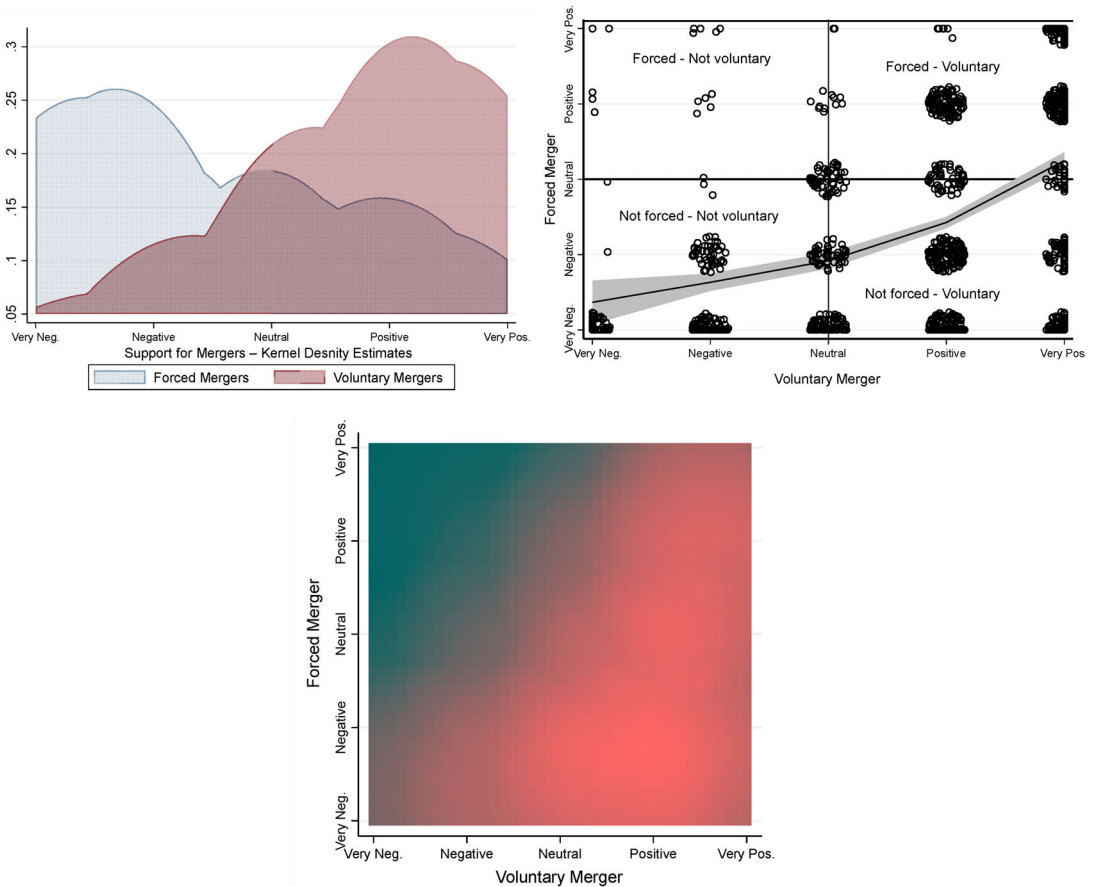 .3
.25
.2
.15
.1
.05
Very Neg. Negative Neutral Positive Very Pos.
Support for Mergers – Kernel Desnity Estimates
Forced Mergers Voluntary Mergers
Very Pos.
Positive
Neutral
Negative
Very Neg.
Forced Merger
Forced - Not voluntary
Forced - Voluntary
Not forced - Not voluntary
Not forced - Voluntary
Very Neg. Negative Neutral Positive Very Pos.
Voluntary Merger
Very Pos.
Positive
Neutral
Negative
Very Neg.
Forced Merger
Very Neg. Negative Neutral Positive Very Pos.
Voluntary Merger